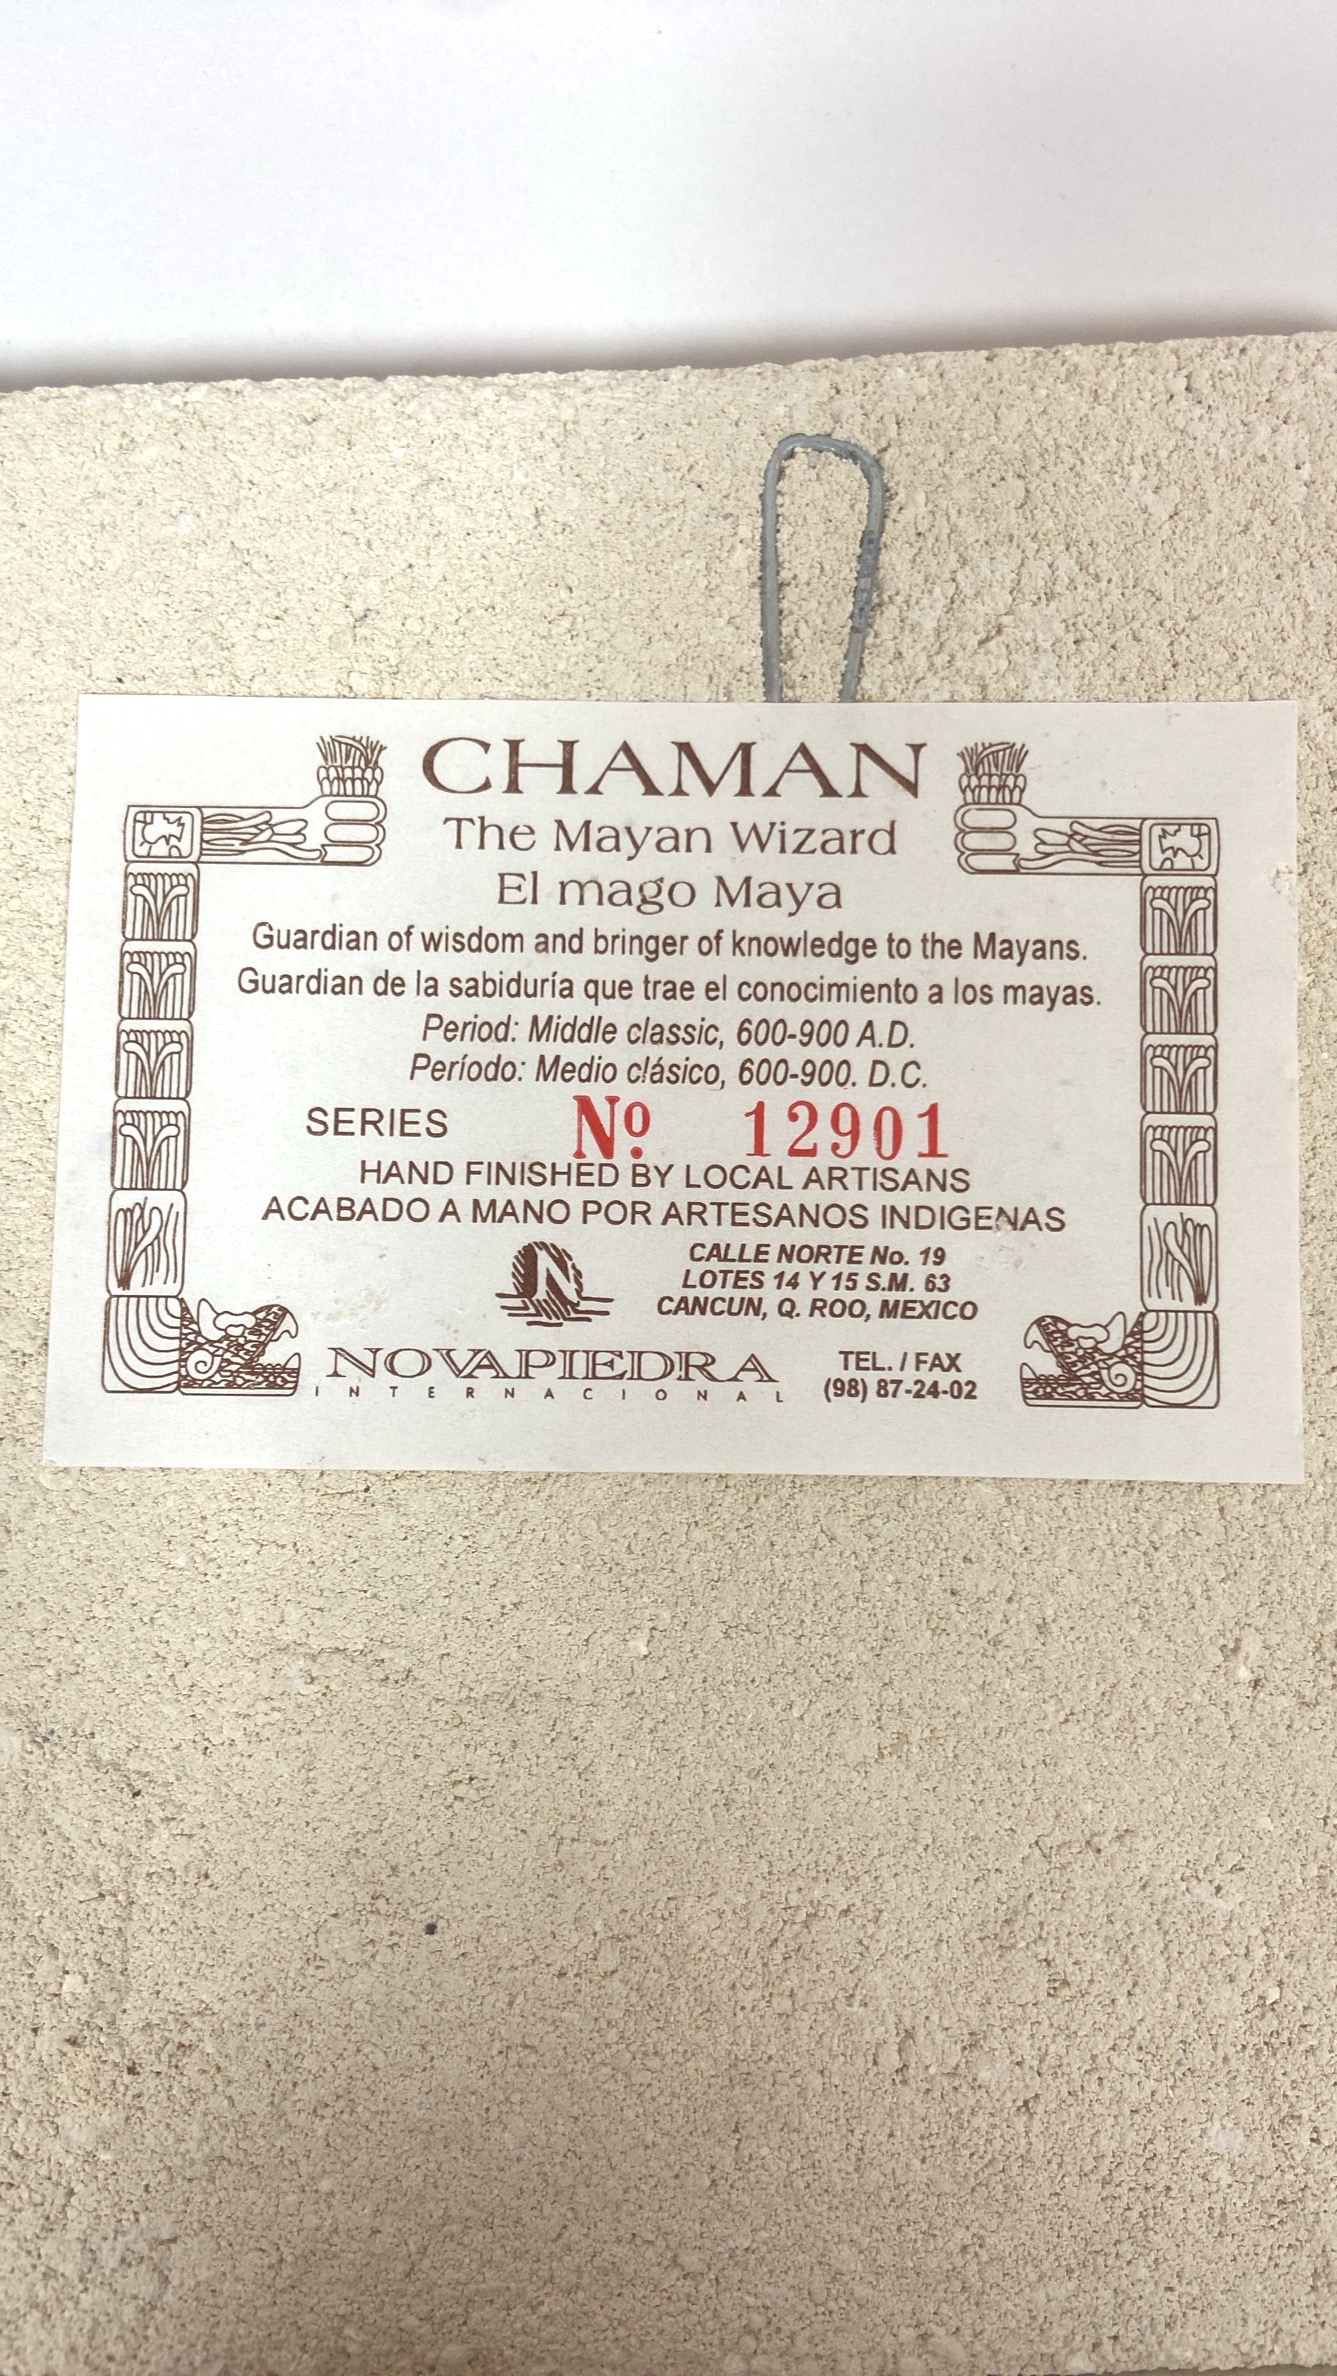 CHAMAN
The Mayan Wizard
El mago Maya
Guardian of wisdom and bringer of knowledge to the Mayans.
Guardian de la sabiduría que trae el conocimiento a los mayas.
Period: Middle classic, 600-900 A.D.
Período: Medio clásico, 600-900. D.C.
SERIES Nº. 12901
HAND FINISHED BY LOCAL ARTISANS
ACABADO A MANO POR ARTESANOS INDIGENAS
N
NOVAPIEDRA
INTERNACIONAL
CALLE NORTE No. 19
LOTES 14 Y 15 S.M. 63
CANCUN, Q. ROO, MEXICO
TEL. / FAX
(98) 87-24-02